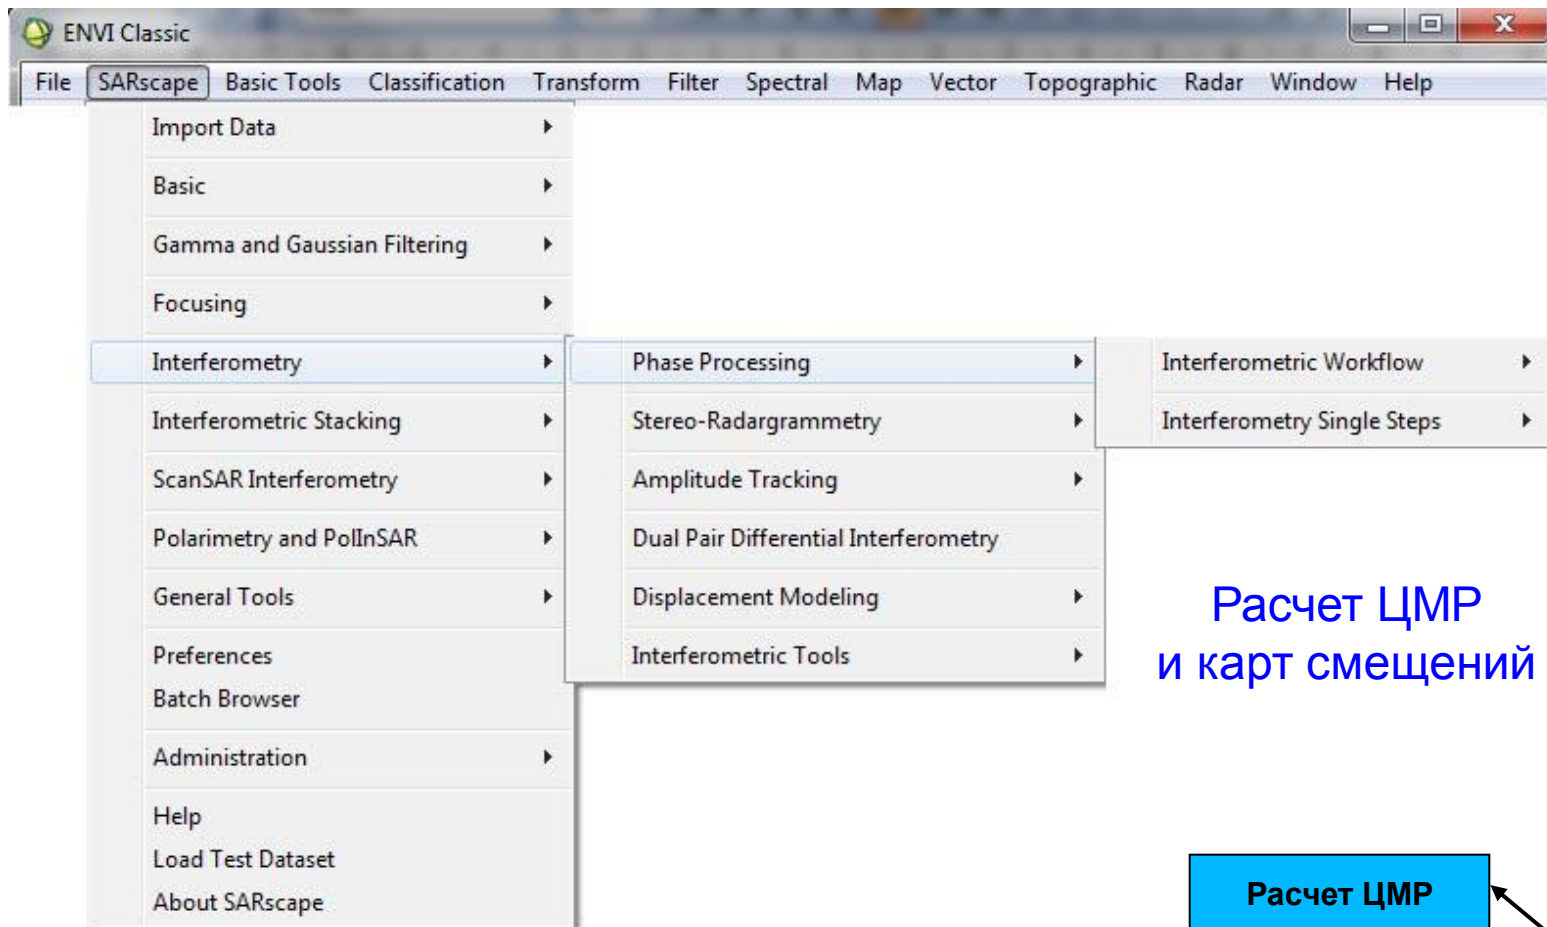 ENVI Classic
File SARscape Basic Tools Classification Transform Filter Spectral Map Vector Topographic Radar Window Help
Import Data
Basic
Gamma and Gaussian Filtering
Focusing
Interferometry
Interferometric Stacking
ScanSAR Interferometry
Polarimetry and PolInSAR
General Tools
Preferences
Batch Browser
Administration
Help
Load Test Dataset
About SARscape
Phase Processing
Stereo-Radargrammetry
Amplitude Tracking
Dual Pair Differential Interferometry
Displacement Modeling
Interferometric Tools
Interferometric Workflow
Interferometry Single Steps
Расчет ЦМР
и карт смещений
Расчет ЦМР